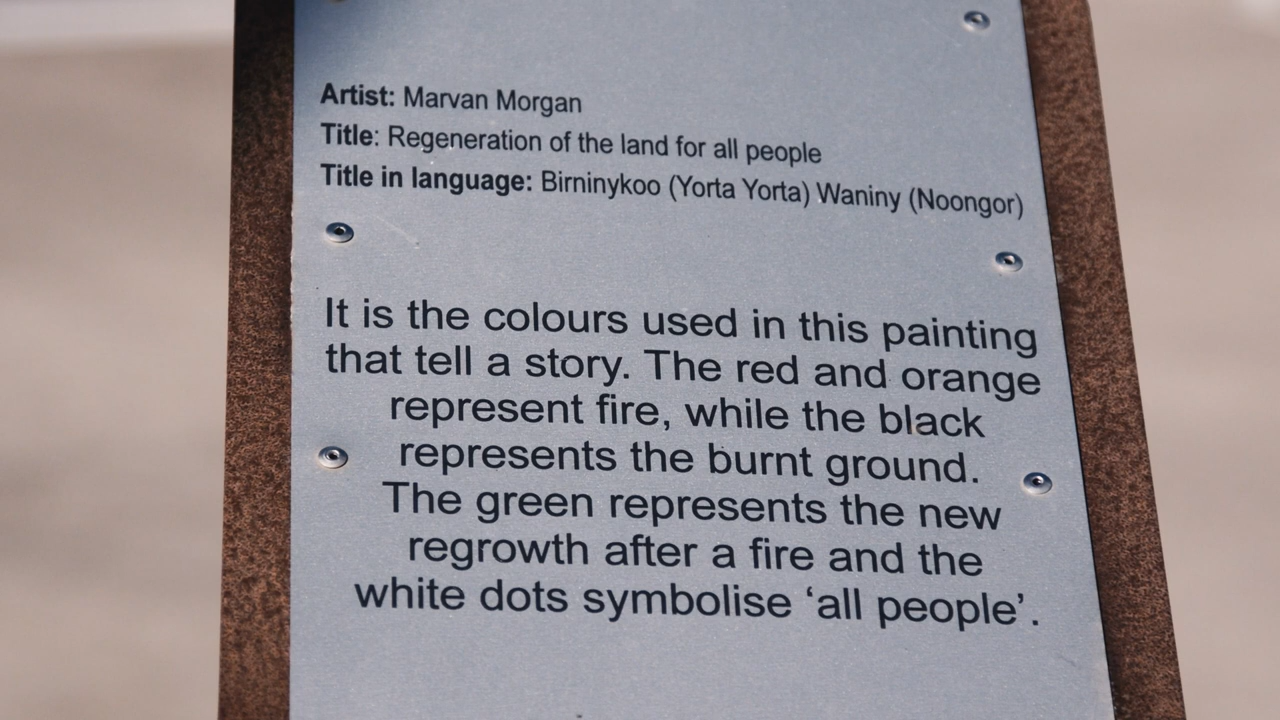 Artist: Marvan Morgan
Title: Regeneration of the land for all people
Title in language: Birninykoo (Yorta Yorta) Waniny (Noongor)
It is the colours used in this painting
that tell a story. The red and orange
represent fire, while the black
represents the burnt ground.
The green represents the new
regrowth after a fire and the
white dots symbolise ‘all people’.